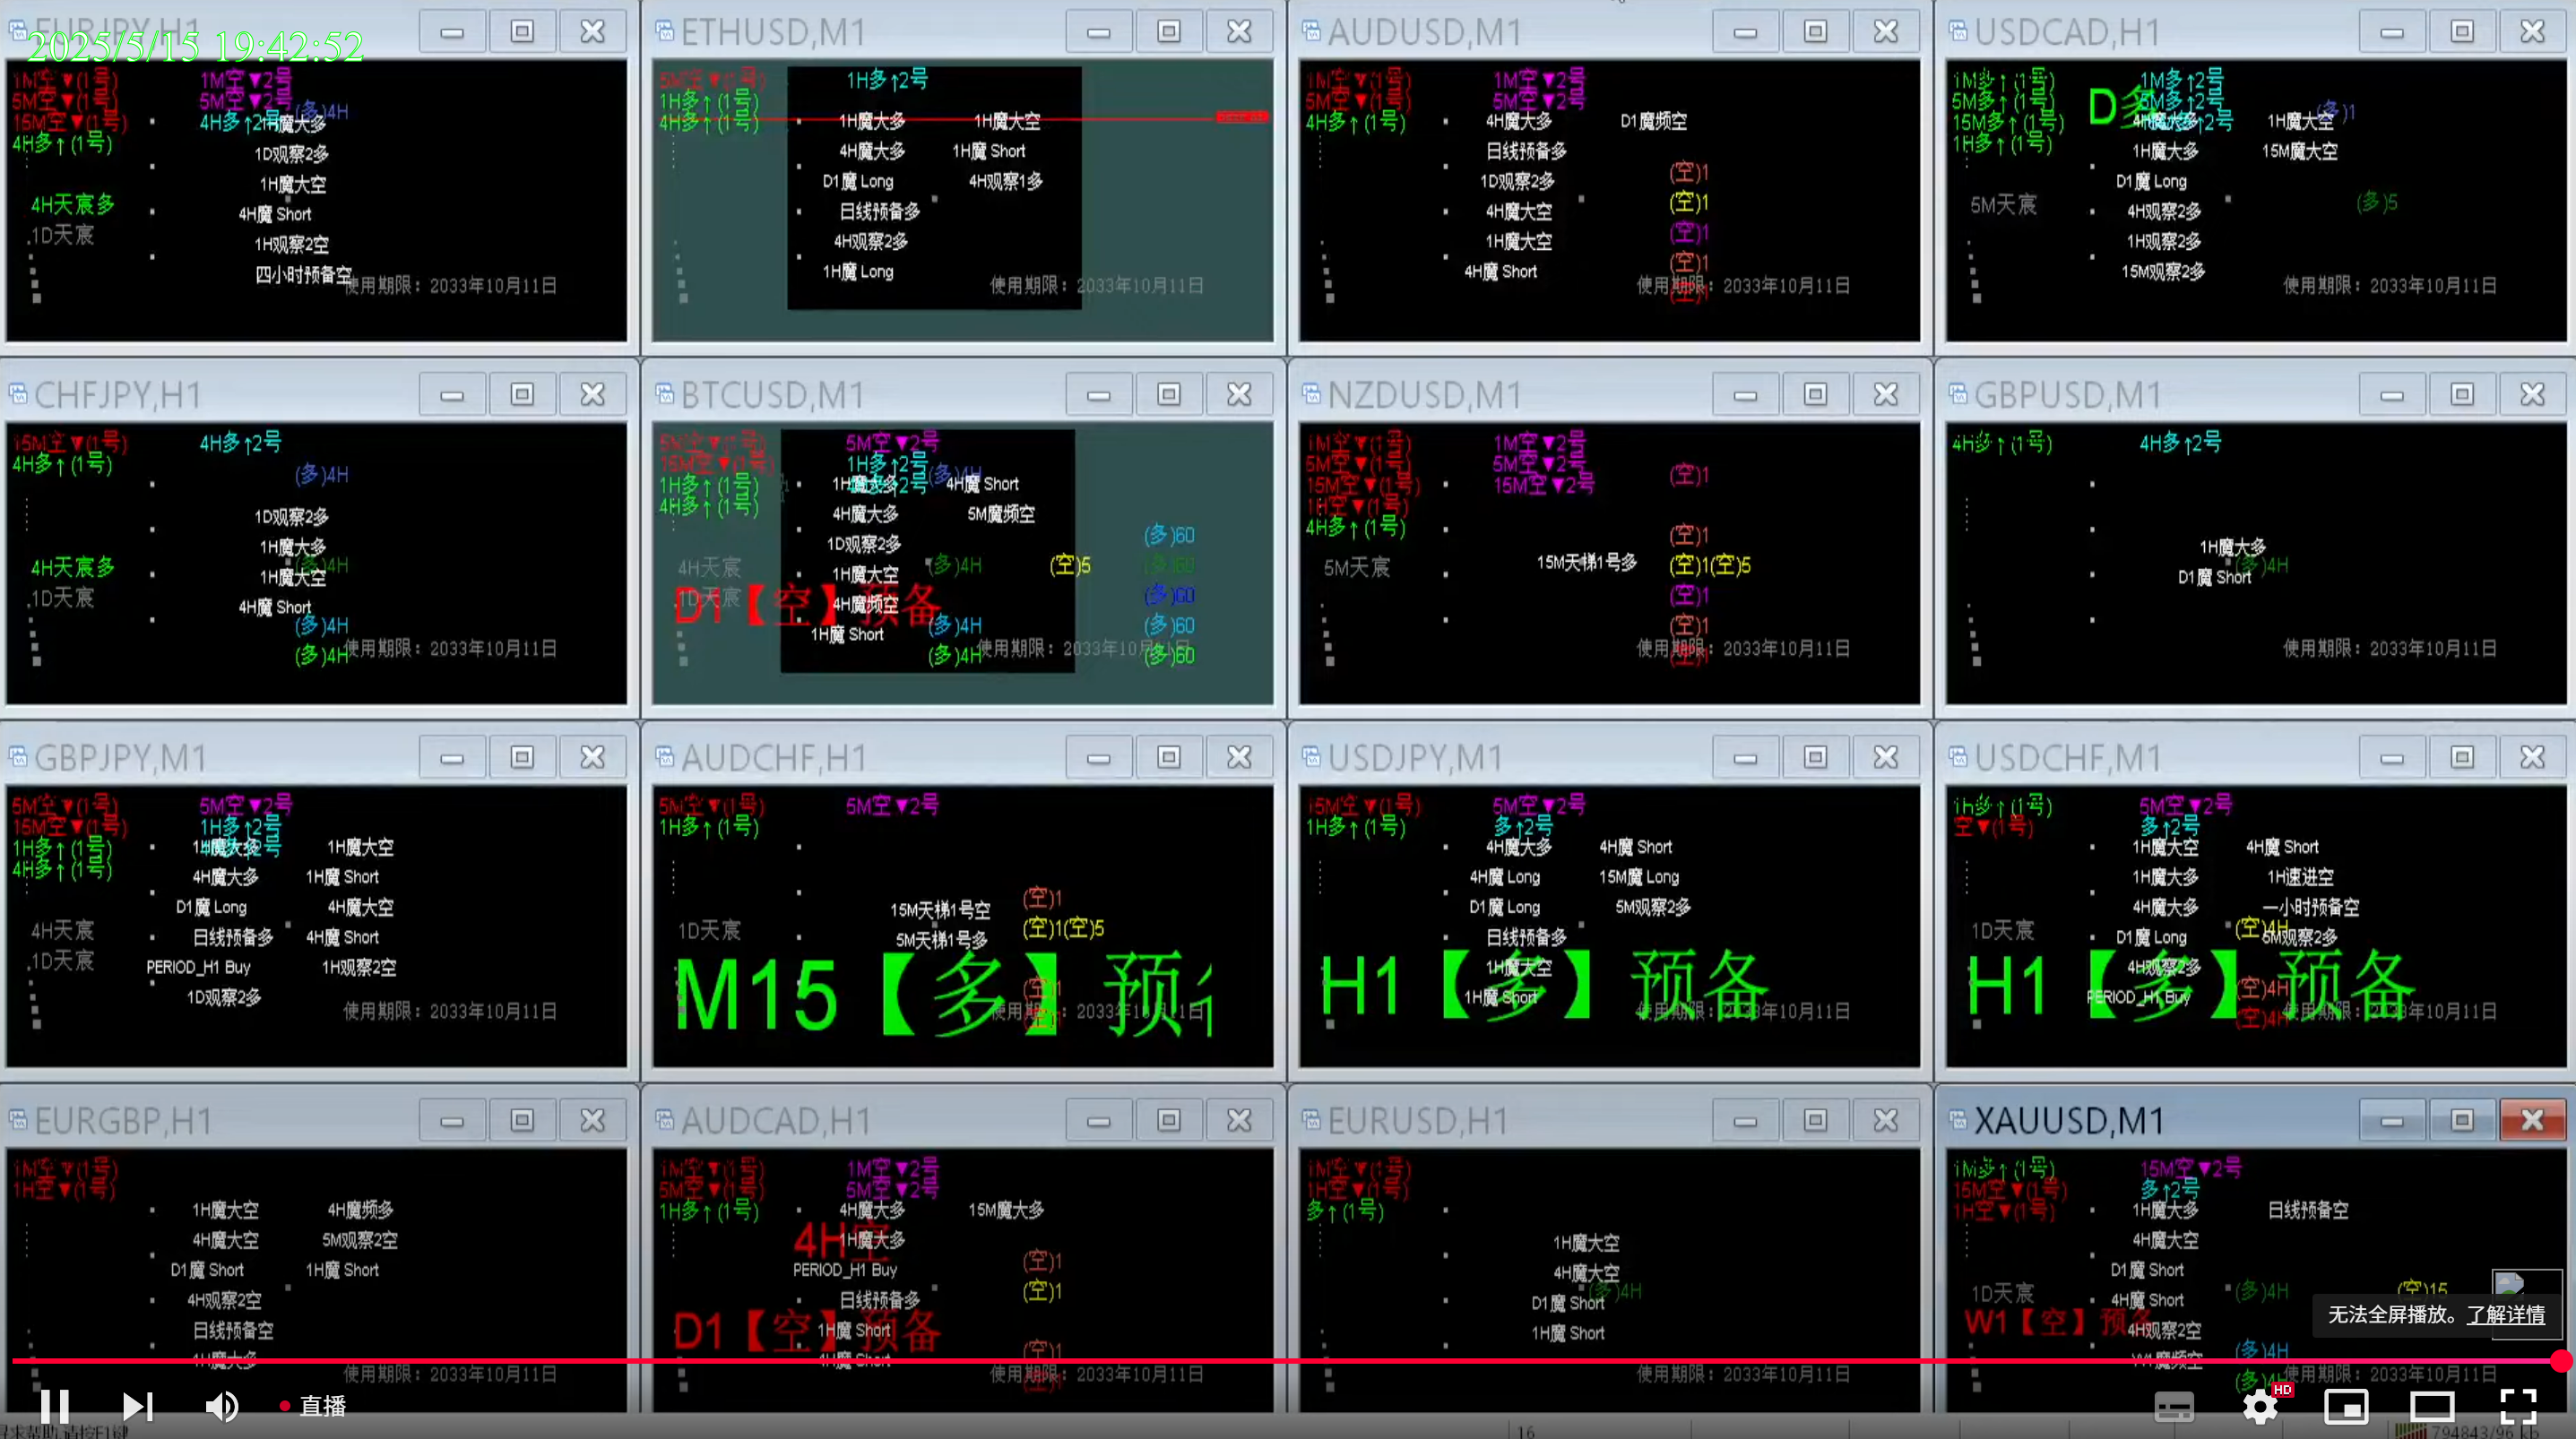 EURJPY,H1
2025/5/15 19:42:52
1M空▼(1号)
5M空▼(1号)
15M空▼(1号)
4H多↑(1号)
1M空▼2号
5M空▼2号
4H多↑2号
(多)4H
1H魔大多
1D观察2多
1H魔大空
4H魔 Short
1H观察2空
四小时预备空
4H天宸多
1D天宸
使用期限：2033年10月11日
ETHUSD,M1
5M空▼(1号)
1H多↑(1号)
4H多↑(1号)
1H多↑2号
1H魔大多
4H魔大多
D1魔 Long
日线预备多
4H观察2多
1H魔 Long
1H魔大空
1H魔 Short
4H观察1多
使用期限：2033年10月11日
AUDUSD,M1
1M空▼(1号)
5M空▼(1号)
4H多↑(1号)
1M空▼2号
5M空▼2号
4H魔大多
日线预备多
1D观察2多
4H魔大空
1H魔大空
4H魔 Short
D1魔频空
(空)1
(空)1
(空)1
(空)1
(空)1
使用期限：2033年10月11日
USDCAD,H1
1M多↑(1号)
5M多↑(1号)
15M多↑(1号)
1H多↑(1号)
D多
1M多↑2号
5M多↑2号
(多)1
4H魔大多
1H魔大多
D1魔 Long
4H观察2多
1H观察2多
15M观察2多
1H魔大空
15M魔大空
5M天宸
(多)5
使用期限：2033年10月11日
CHFJPY,H1
15M空▼(1号)
4H多↑(1号)
4H多↑2号
(多)4H
1D观察2多
1H魔大多
1H魔大空
4H魔 Short
4H天宸多
1D天宸
(多)4H
(多)4H
(多)4H
使用期限：2033年10月11日
BTCUSD,M1
5M空▼(1号)
15M空▼(1号)
1H多↑(1号)
4H多↑(1号)
5M空▼2号
1H多↑2号
(多)4H
1H魔大多
4H魔大多
1D观察2多
1H魔大空
4H魔频空
1H魔 Short
4H魔 Short
5M魔频空
4H天宸
1D天宸
D1【空】预备
(多)4H
(空)5
(多)4H
(多)4H
(多)60
(多)60
(多)60
(多)60
(多)60
使用期限：2033年10月11日
NZDUSD,M1
1M空▼(1号)
5M空▼(1号)
15M空▼(1号)
1H空▼(1号)
4H多↑(1号)
1M空▼2号
5M空▼2号
15M空▼2号
5M天宸
15M天梯1号多
(空)1
(空)1
(空)1(空)5
(空)1
(空)1
(空)1
使用期限：2033年10月11日
GBPUSD,M1
4H多↑(1号)
4H多↑2号
1H魔大多
(多)4H
D1魔 Short
使用期限：2033年10月11日
GBPJPY,M1
5M空▼(1号)
15M空▼(1号)
1H多↑(1号)
4H多↑(1号)
5M空▼2号
1H多↑2号
1H魔大多
4H魔大多
D1魔 Long
日线预备多
PERIOD_H1 Buy
1D观察2多
1H魔大空
1H魔 Short
4H魔大空
4H魔 Short
1H观察2空
4H天宸
1D天宸
使用期限：2033年10月11日
AUDCHF,H1
5M空▼(1号)
1H多↑(1号)
5M空▼2号
15M天梯1号空
5M天梯1号多
1D天宸
(空)1
(空)1(空)5
(空)1
(空)1
M15【多】预
使用期限：2033年10月11日
USDJPY,M1
15M空▼(1号)
1H多↑(1号)
5M空▼2号
多↑2号
4H魔大多
4H魔 Long
D1魔 Long
日线预备多
1H魔大空
1H魔 Short
4H魔 Short
15M魔 Long
5M观察2多
H1【多】预备
使用期限：2033年10月11日
USDCHF,M1
1h多↑(1号)
空▼(1号)
5M空▼2号
多↑2号
1H魔大空
1H魔大多
4H魔大多
D1魔 Long
4H观察2多
PERIOD_H1 Buy
4H魔 Short
1H速进空
一小时预备空
5M观察2多
1D天宸
(空)4H
(空)4H
(空)4H
H1【多】预备
使用期限：2033年10月11日
EURGBP,H1
1M空▼(1号)
1H空▼(1号)
1H魔大空
4H魔大空
D1魔 Short
4H观察2空
日线预备空
1H魔大多
4H魔频多
5M观察2空
1H魔 Short
使用期限：2033年10月11日
AUDCAD,H1
1M空▼(1号)
5M空▼(1号)
1H多↑(1号)
1M空▼2号
5M空▼2号
4H魔大多
1H魔大多
PERIOD_H1 Buy
日线预备多
1H魔 Short
4H魔 Short
15M魔大多
4H空
D1【空】预备
(空)1
(空)1
(空)1
(空)1
使用期限：2033年10月11日
EURUSD,H1
1M空▼(1号)
1H空▼(1号)
多↑(1号)
1H魔大空
4H魔大空
(多)4H
D1魔 Short
1H魔 Short
使用期限：2033年10月11日
XAUUSD,M1
1M多↑(1号)
15M空▼(1号)
1H空▼(1号)
15M空▼2号
多↑2号
1H魔大多
4H魔大空
D1魔 Short
4H魔 Short
4H观察2空
W1魔频空
日线预备空
1D天宸
W1【空】预
(多)4H
(空)15
(多)4H
(多)4H
使用期限：2033年10月11日
无法全屏播放。了解详情
直播
HD
16
794843/96 kb